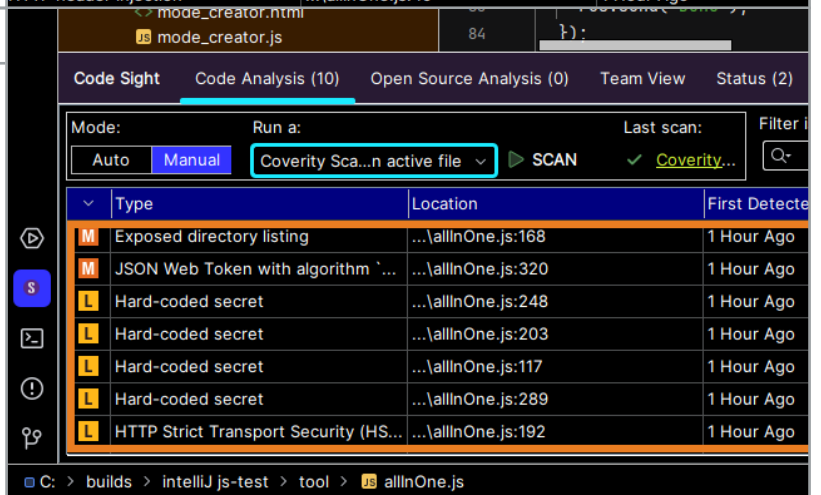 mode_creator.html
JS mode_creator.js
84 });
Code Sight Code Analysis (10) Open Source Analysis (0) Team View Status (2)
Mode: Run a: Last scan: Filter i
Auto Manual Coverity Sca...n active file SCAN Coverity...
Type Location First Detecte
M Exposed directory listing ...\allInOne.js:168 1 Hour Ago
M JSON Web Token with algorithm `... ...\allInOne.js:320 1 Hour Ago
L Hard-coded secret ...\allInOne.js:248 1 Hour Ago
L Hard-coded secret ...\allInOne.js:203 1 Hour Ago
L Hard-coded secret ...\allInOne.js:117 1 Hour Ago
L Hard-coded secret ...\allInOne.js:289 1 Hour Ago
L HTTP Strict Transport Security (HS... ...\allInOne.js:192 1 Hour Ago
C: > builds > intelliJ js-test > tool > JS allInOne.js